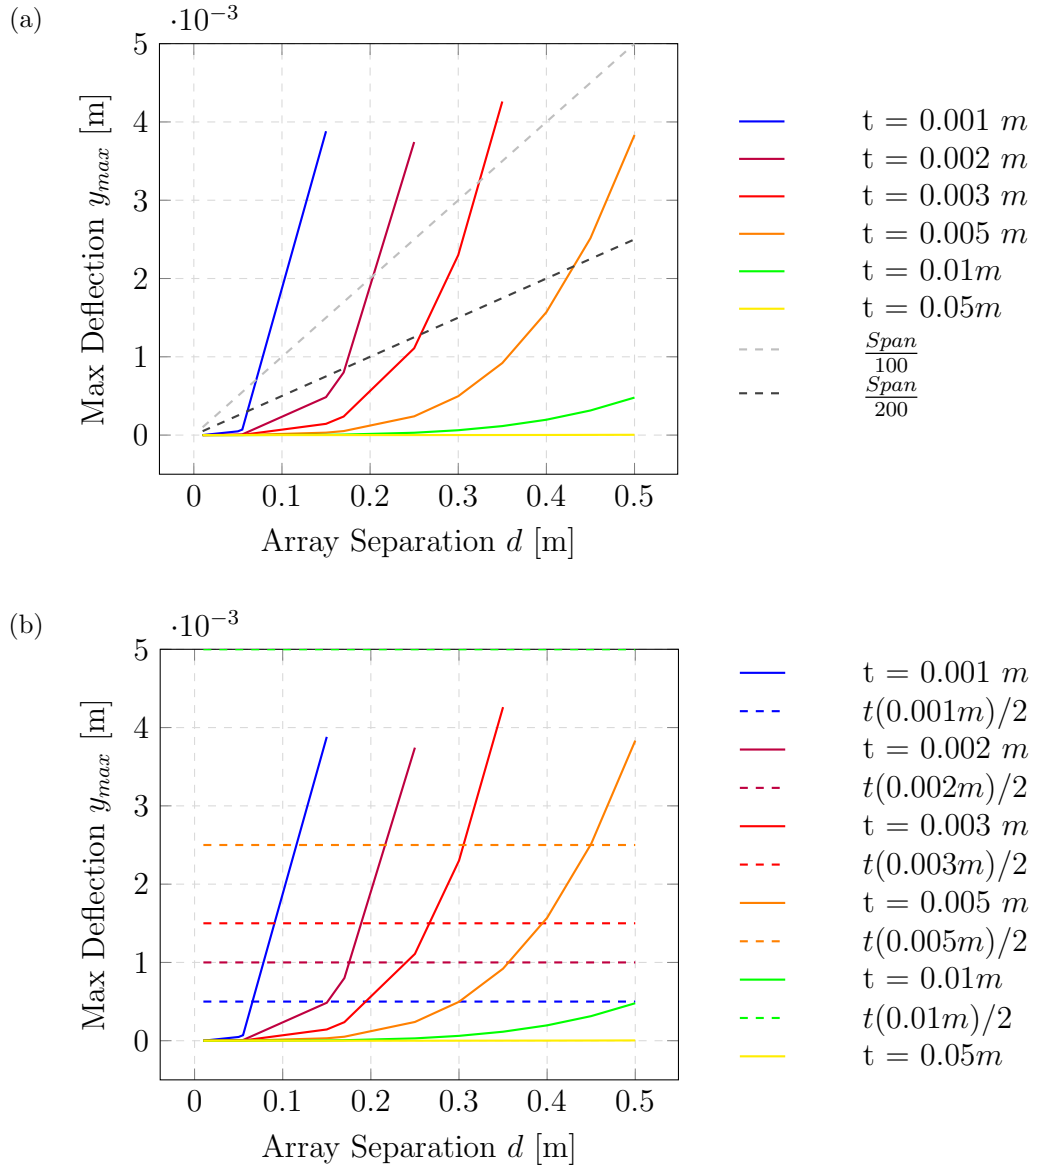 (a)
·10⁻³
5
4
3
2
1
0
Max Deflection y_max [m]
0 0.1 0.2 0.3 0.4 0.5
Array Separation d [m]
t = 0.001 m
t = 0.002 m
t = 0.003 m
t = 0.005 m
t = 0.01m
t = 0.05m
Span/100
Span/200
(b)
·10⁻³
5
4
3
2
1
0
Max Deflection y_max [m]
0 0.1 0.2 0.3 0.4 0.5
Array Separation d [m]
t = 0.001 m
t(0.001m)/2
t = 0.002 m
t(0.002m)/2
t = 0.003 m
t(0.003m)/2
t = 0.005 m
t(0.005m)/2
t = 0.01m
t(0.01m)/2
t = 0.05m